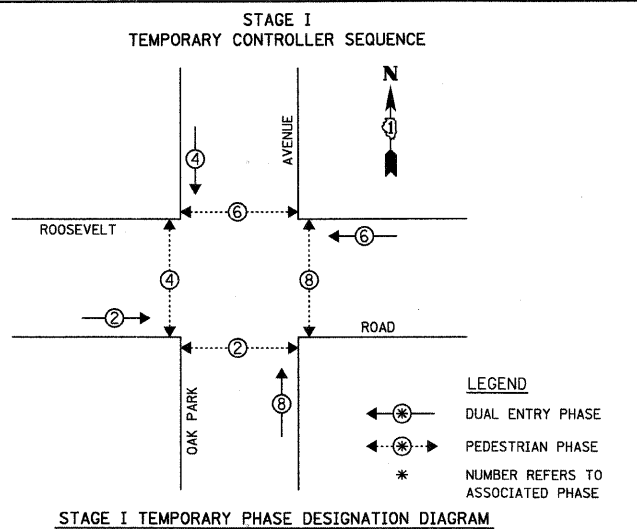 STAGE I
TEMPORARY CONTROLLER SEQUENCE
N
1
AVENUE
4
6
ROOSEVELT
6
4
8
2
ROAD
2
OAK PARK
8
LEGEND
* DUAL ENTRY PHASE
* PEDESTRIAN PHASE
* NUMBER REFERS TO
ASSOCIATED PHASE
STAGE I TEMPORARY PHASE DESIGNATION DIAGRAM